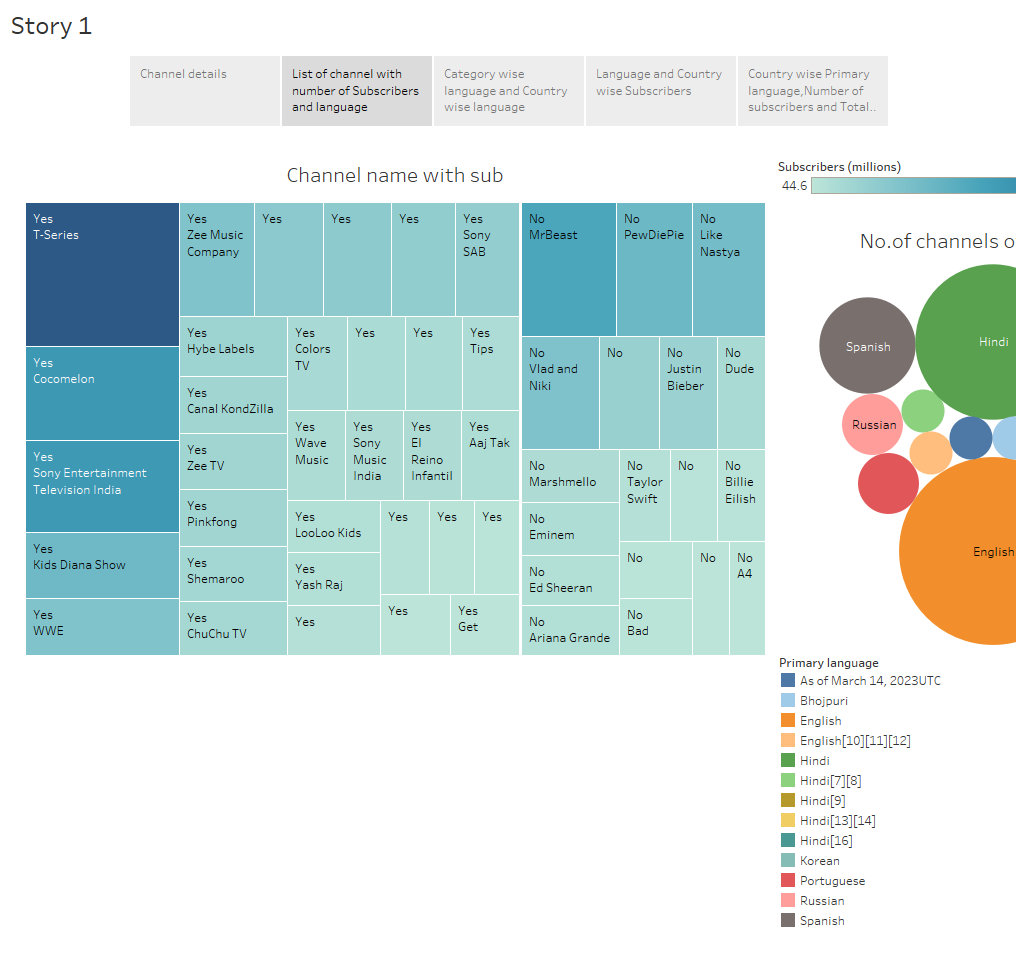 Story 1
Channel details
List of channel with
number of Subscribers
and language
Category wise
language and Country
wise language
Language and Country
wise Subscribers
Country wise Primary
language,Number of
subscribers and Total..
Channel name with sub
Yes
T-Series
Yes
Cocomelon
Yes
Sony Entertainment
Television India
Yes
Kids Diana Show
Yes
WWE
Yes
Zee Music
Company
Yes
Yes
Yes
Yes
Sony
SAB
Yes
Hybe Labels
Yes
Canal KondZilla
Yes
Zee TV
Yes
Pinkfong
Yes
Shemaroo
Yes
ChuChu TV
Yes
Colors
TV
Yes
Yes
Yes
Tips
Yes
Wave
Music
Yes
Sony
Music
India
Yes
El
Reino
Infantil
Yes
Aaj Tak
Yes
LooLoo Kids
Yes
Yash Raj
Yes
Yes
Yes
Yes
Yes
Yes
Get
No
MrBeast
No
PewDiePie
No
Like
Nastya
No
Vlad and
Niki
No
No
Justin
Bieber
No
Dude
No
Marshmello
No
Eminem
No
Ed Sheeran
No
Ariana Grande
No
Taylor
Swift
No
No
Billie
Eilish
No
No
Bad
No
No
A4
Subscribers (millions)
44.6
No.of channels o
Spanish
Hindi
Russian
English
Primary language
As of March 14, 2023UTC
Bhojpuri
English
English[10][11][12]
Hindi
Hindi[7][8]
Hindi[9]
Hindi[13][14]
Hindi[16]
Korean
Portuguese
Russian
Spanish